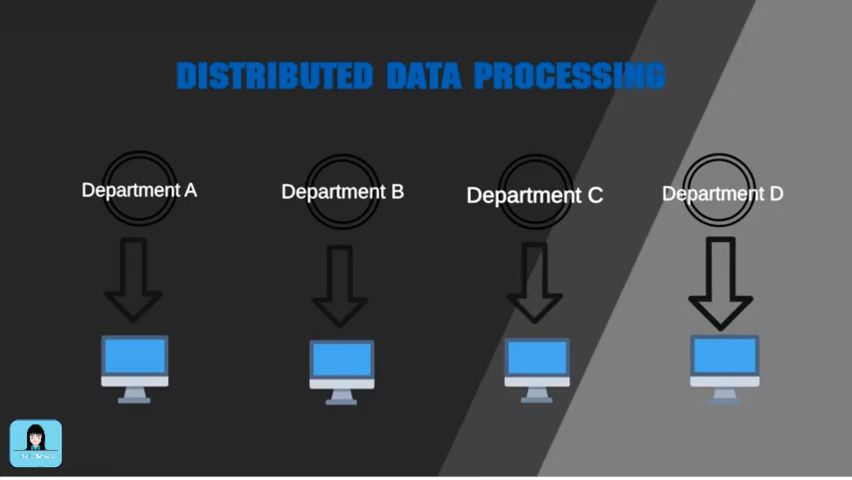 DISTRIBUTED DATA PROCESSING
Department A
Department B
Department C
Department D